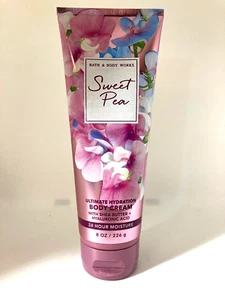 BATH & BODY WORKS
Sweet
Pea
ULTIMATE HYDRATION
BODY CREAM
WITH SHEA BUTTER +
HYALURONIC ACID
24 HOUR MOISTURE
8 OZ / 226 g